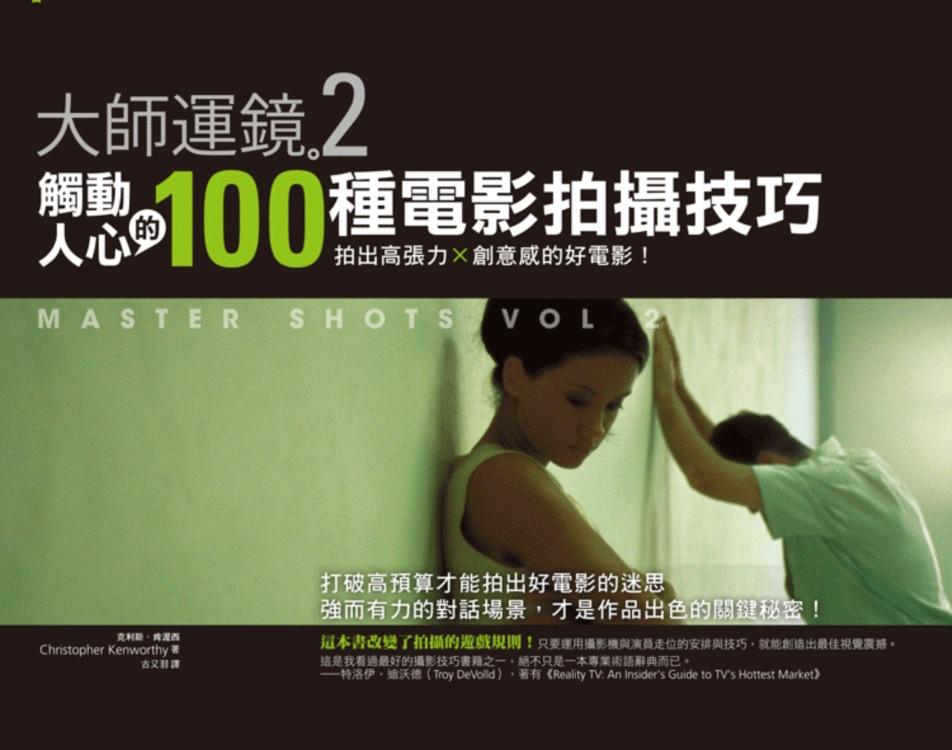 大師運鏡。2
觸動人心的100種電影拍攝技巧
拍出高張力×創意感的好電影！
MASTER SHOTS VOL 2
打破高預算才能拍出好電影的迷思
強而有力的對話場景，才是作品出色的關鍵秘密！
克利斯・肯渥西
Christopher Kenworthy 著
古又羽 譯
這本書改變了拍攝的遊戲規則！只要運用攝影機與演員走位的安排與技巧，就能創造出最佳視覺震撼。
這是我看過最好的攝影技巧書籍之一，絕不只是一本專業術語辭典而已。
──特洛伊・迪沃德（Troy DeVolld），著有《Reality TV: An Insider's Guide to TV's Hottest Market》